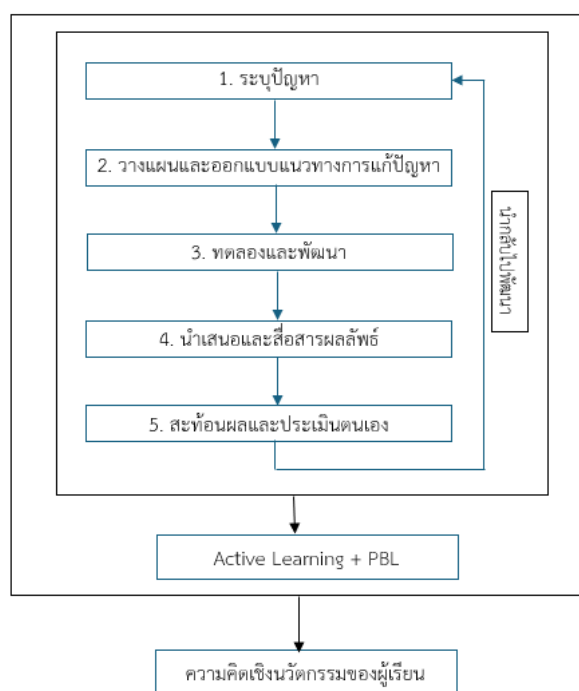 1. ระบุปัญหา
2. วางแผนและออกแบบแนวทางการแก้ปัญหา
3. ทดลองและพัฒนา
4. นำเสนอและสื่อสารผลลัพธ์
5. สะท้อนผลและประเมินตนเอง
นำกลับไปพัฒนา
Active Learning + PBL
ความคิดเชิงนวัตกรรมของผู้เรียน